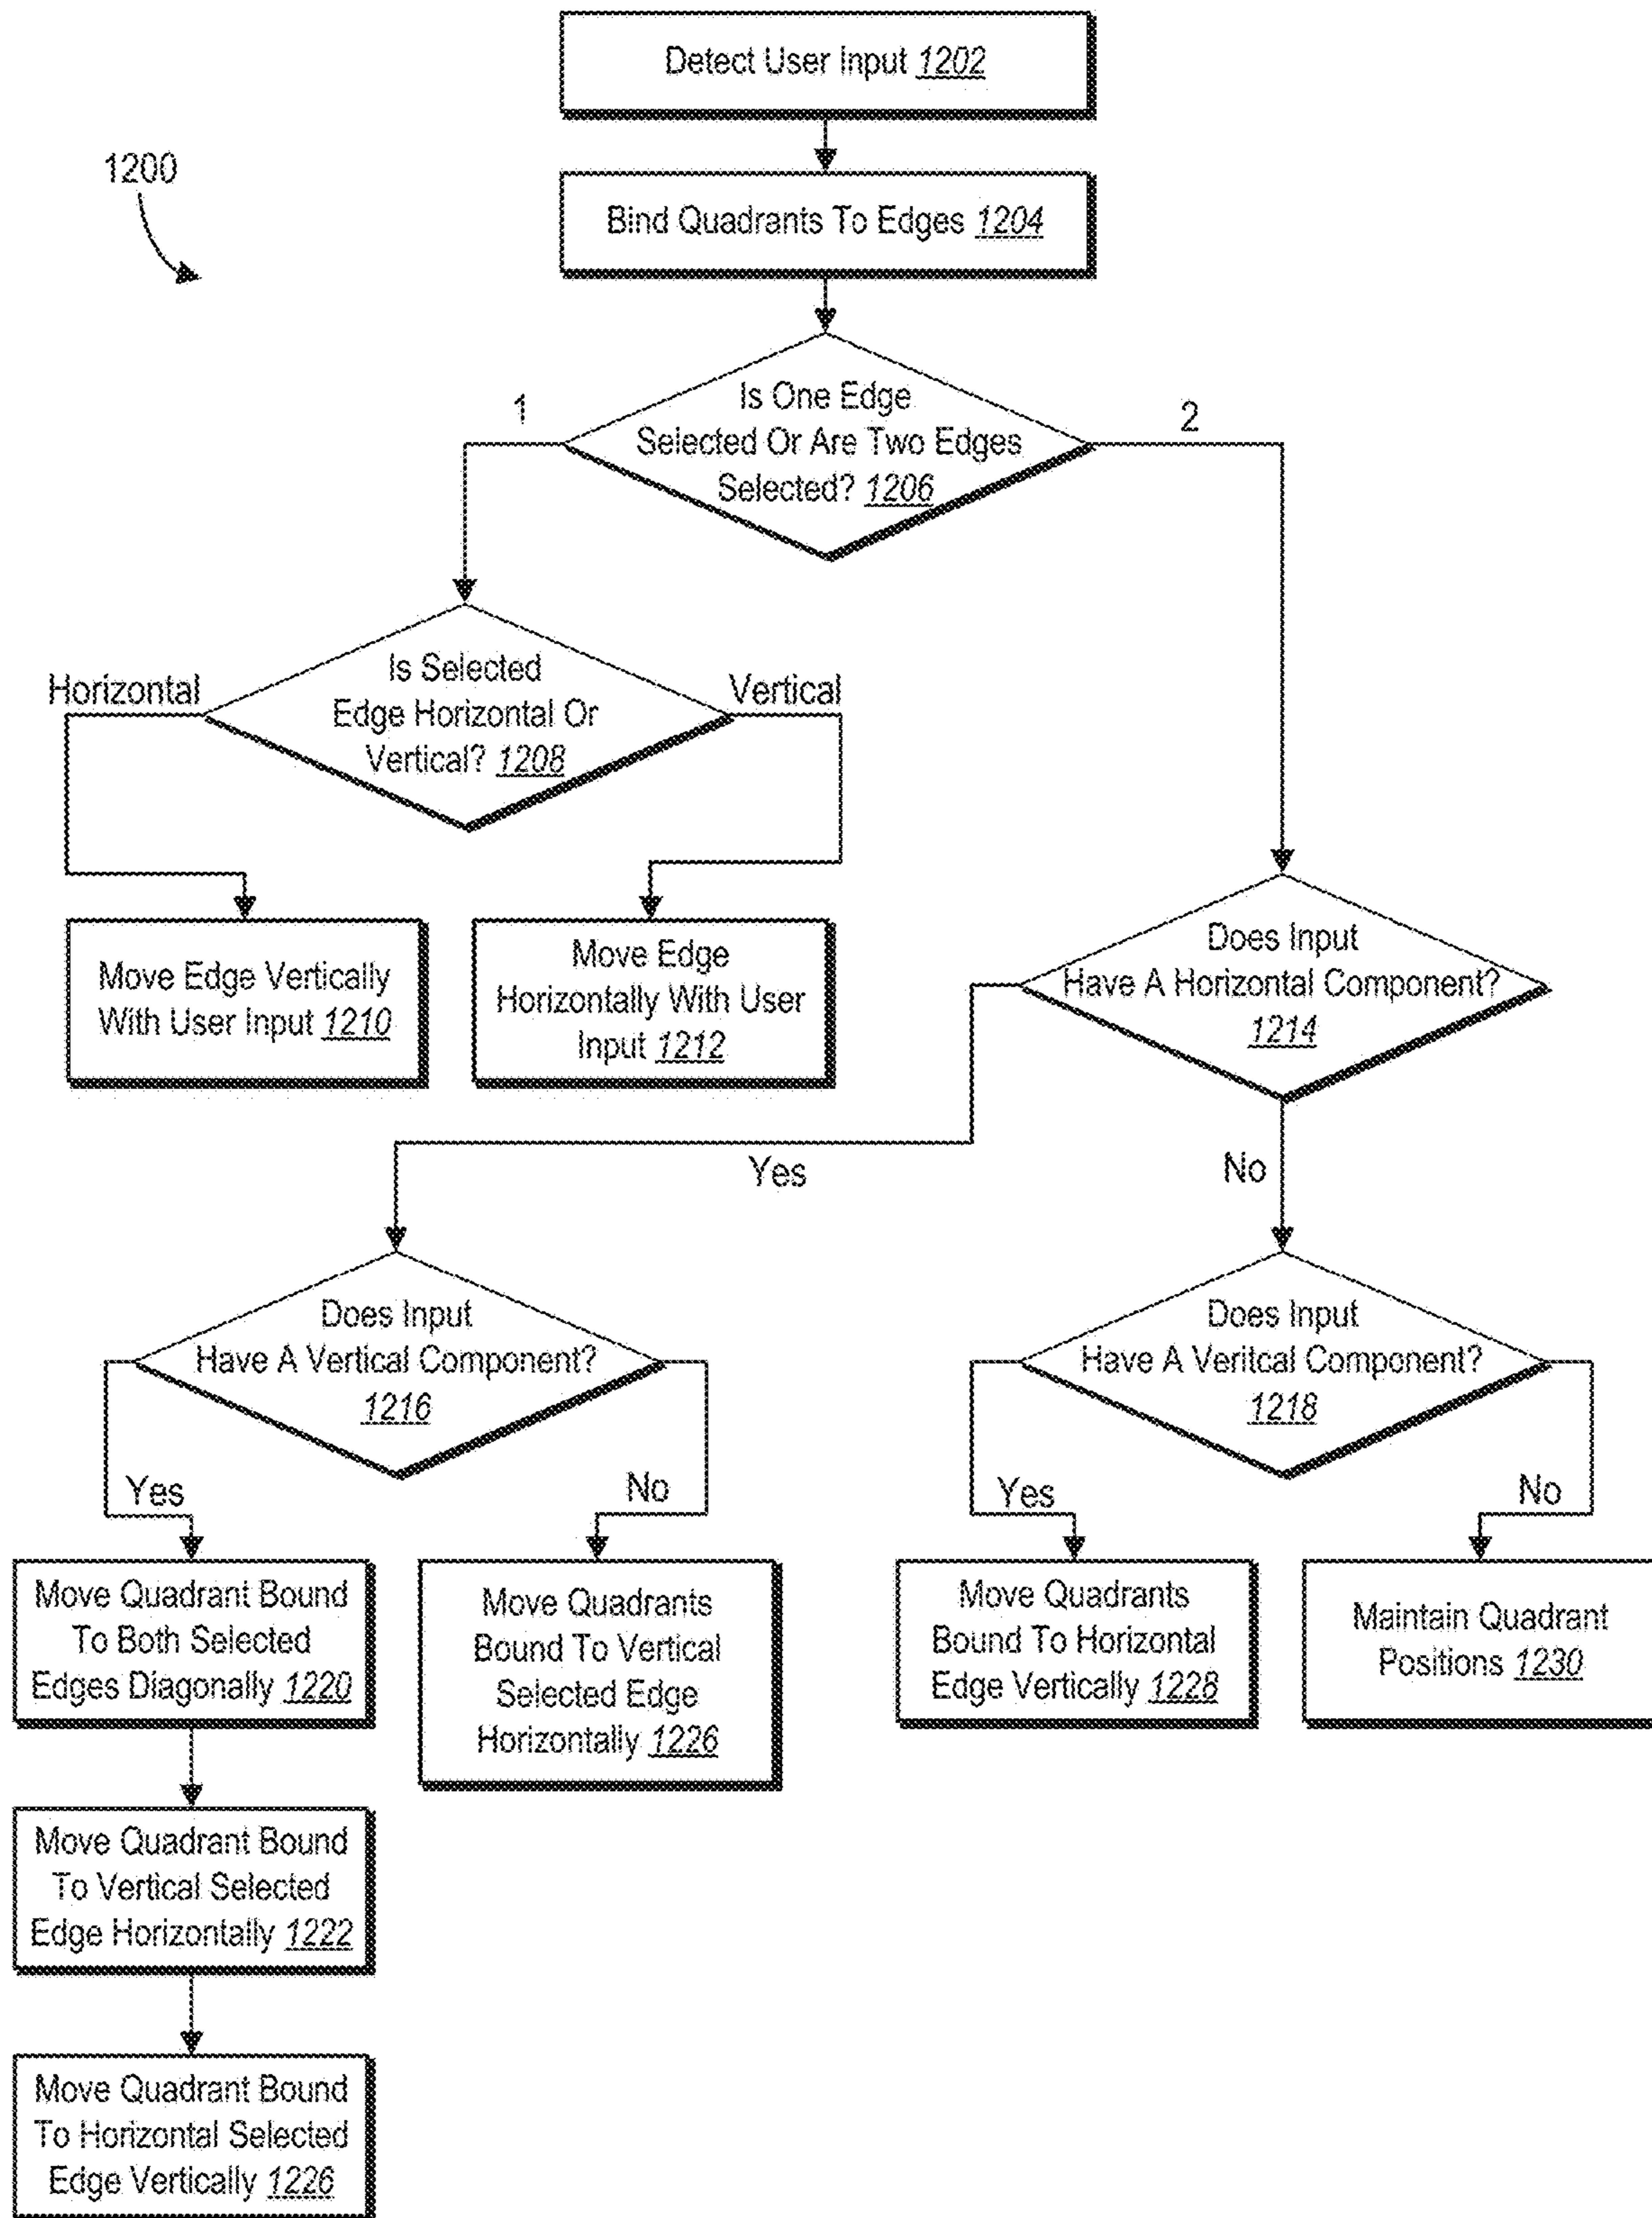 Detect User Input 1202
1200
Bind Quadrants To Edges 1204
Is One Edge
Selected Or Are Two Edges
Selected? 1206
1
2
Is Selected
Edge Horizontal Or
Vertical? 1208
Horizontal
Vertical
Move Edge Vertically
With User Input 1210
Move Edge
Horizontally With User
Input 1212
Does Input
Have A Horizontal Component?
1214
Yes
No
Does Input
Have A Vertical Component?
1216
Does Input
Have A Veritcal Component?
1218
Yes
No
Yes
No
Move Quadrant Bound
To Both Selected
Edges Diagonally 1220
Move Quadrants
Bound To Vertical
Selected Edge
Horizontally 1226
Move Quadrants
Bound To Horizontal
Edge Vertically 1228
Maintain Quadrant
Positions 1230
Move Quadrant Bound
To Vertical Selected
Edge Horizontally 1222
Move Quadrant Bound
To Horizontal Selected
Edge Vertically 1226